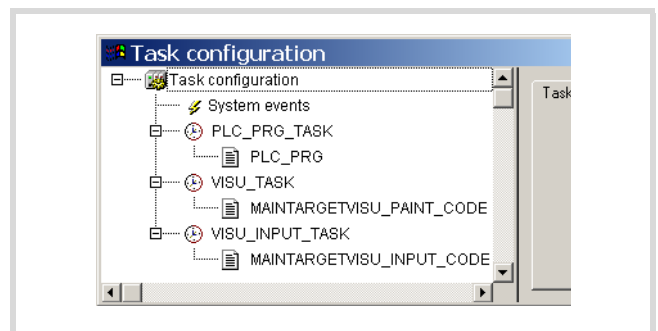 Task configuration
Task configuration
Task
System events
PLC_PRG_TASK
PLC_PRG
VISU_TASK
MAINTARGETVISU_PAINT_CODE
VISU_INPUT_TASK
MAINTARGETVISU_INPUT_CODE